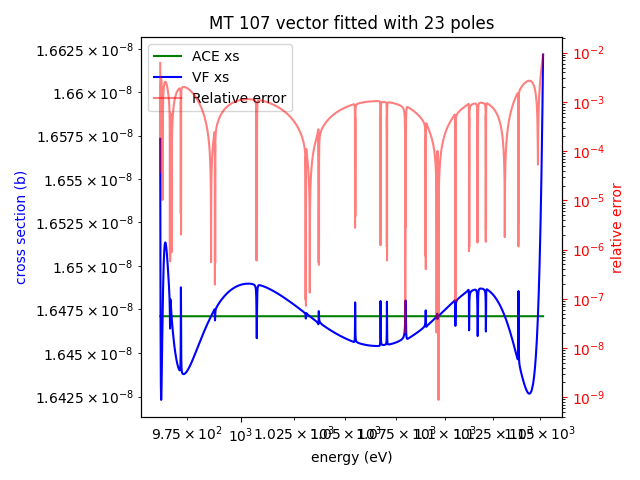 MT 107 vector fitted with 23 poles
ACE xs
VF xs
Relative error
1.6625 × 10⁻⁸
1.66 × 10⁻⁸
1.6575 × 10⁻⁸
1.655 × 10⁻⁸
1.6525 × 10⁻⁸
1.65 × 10⁻⁸
1.6475 × 10⁻⁸
1.645 × 10⁻⁸
1.6425 × 10⁻⁸
cross section (b)
10⁻²
10⁻³
10⁻⁴
10⁻⁵
10⁻⁶
10⁻⁷
10⁻⁸
10⁻⁹
relative error
9.75 × 10² 10³ 1.025 × 10³ 1.05 × 10³ 1.075 × 10³ 1.1 × 10³ 1.125 × 10³ 1.15 × 10³
energy (eV)